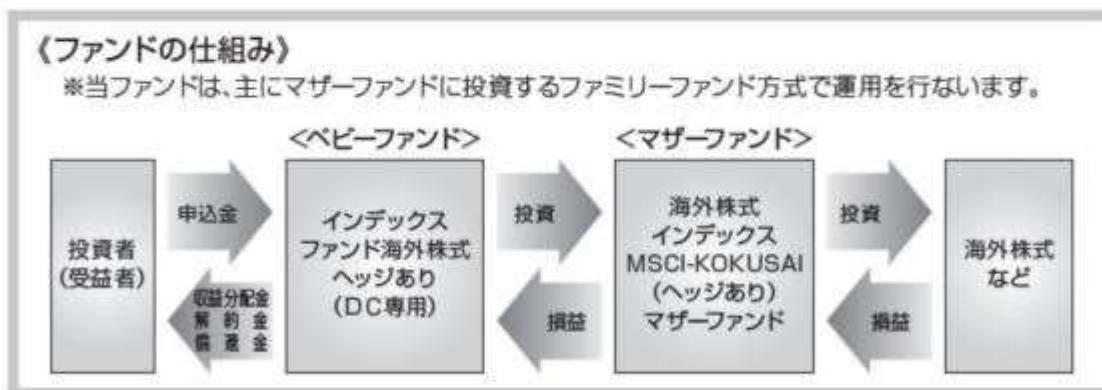 《ファンドの仕組み》
※当ファンドは、主にマザーファンドに投資するファミリーファンド方式で運用を行ないます。
<ベビーファンド>
<マザーファンド>
投資者
(受益者)
申込金
収益分配金
解約金
償還金
インデックス
ファンド海外株式
ヘッジあり
(DC専用)
投資
損益
海外株式
インデックス
MSCI-KOKUSAI
(ヘッジあり)
マザーファンド
投資
損益
海外株式
など